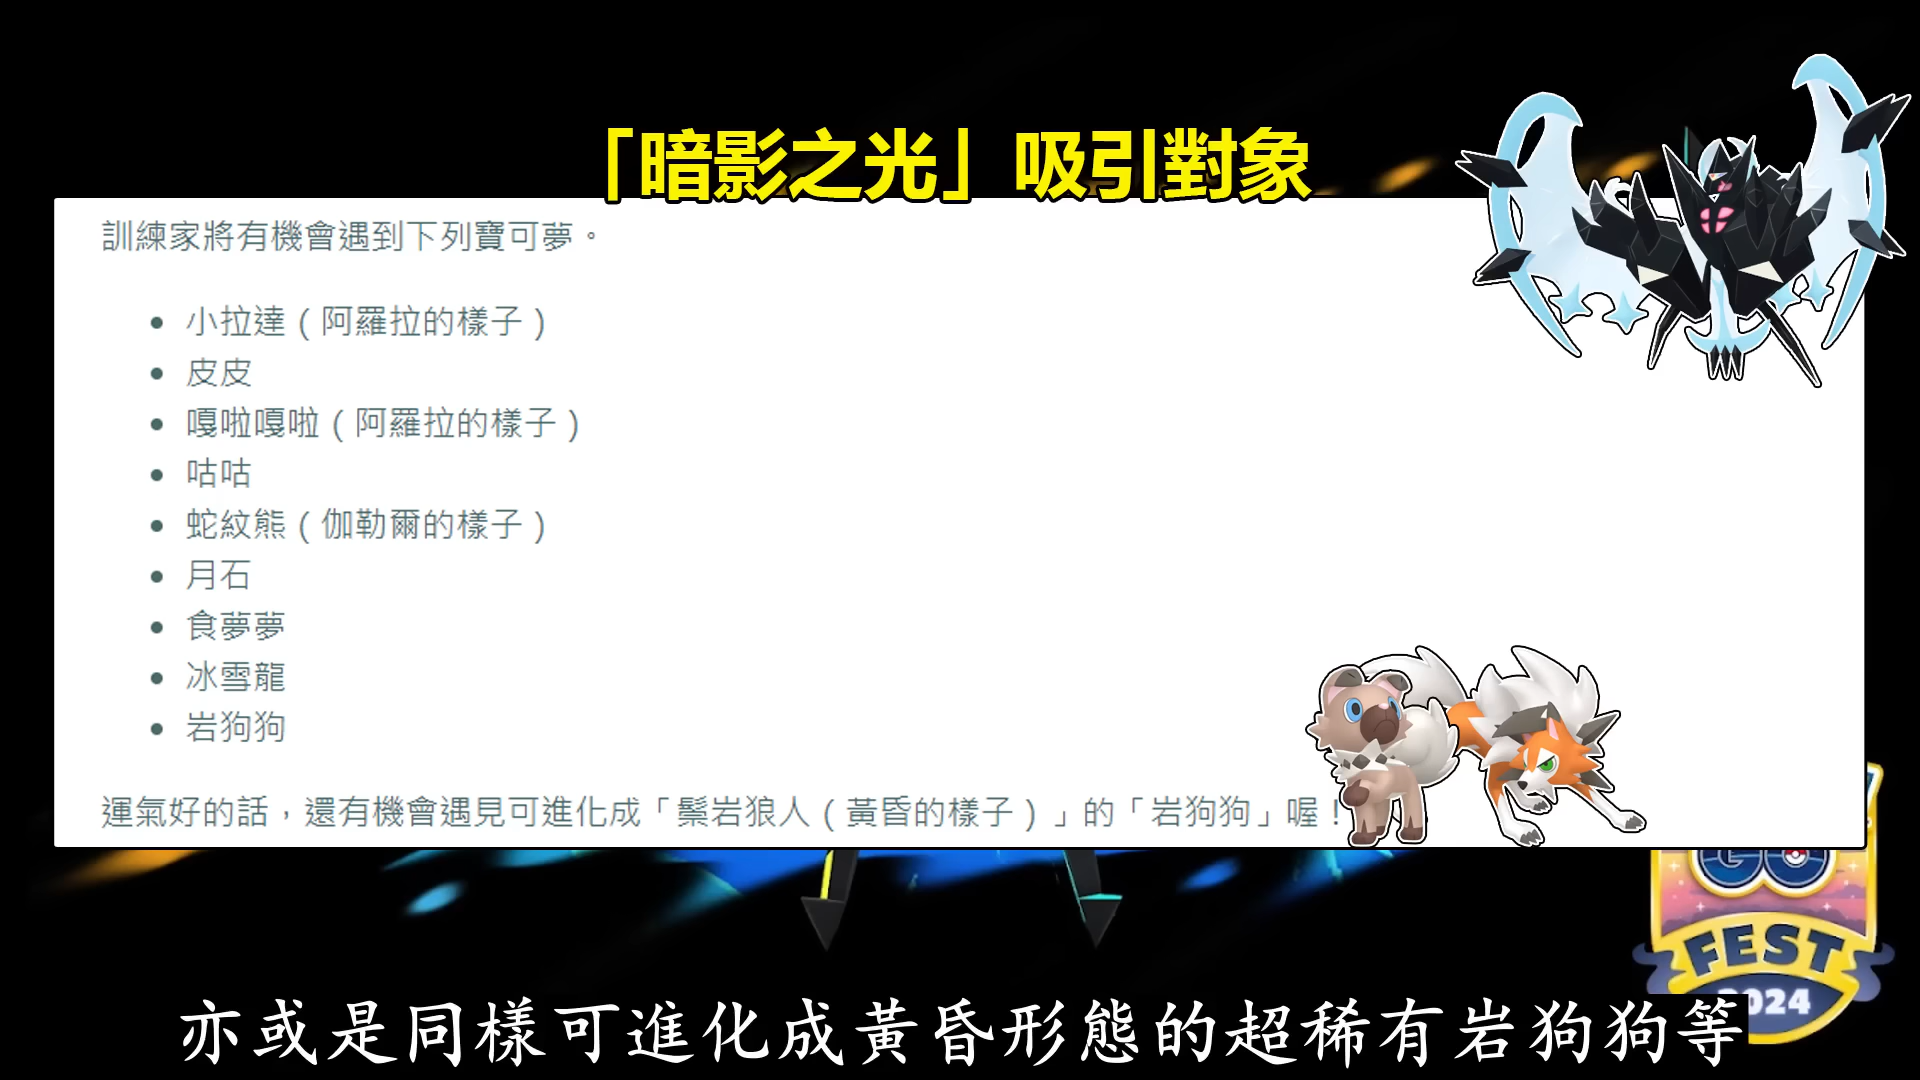 「暗影之光」吸引對象
訓練家將有機會遇到下列寶可夢。
• 小拉達（阿羅拉的樣子）
• 皮皮
• 嘎啦嘎啦（阿羅拉的樣子）
• 咕咕
• 蛇紋熊（伽勒爾的樣子）
• 月石
• 食夢夢
• 冰雪龍
• 岩狗狗
運氣好的話，還有機會遇見可進化成「鬃岩狼人（黃昏的樣子）」的「岩狗狗」喔！
GO
FEST
2024
亦或是同樣可進化成黃昏形態的超稀有岩狗狗等